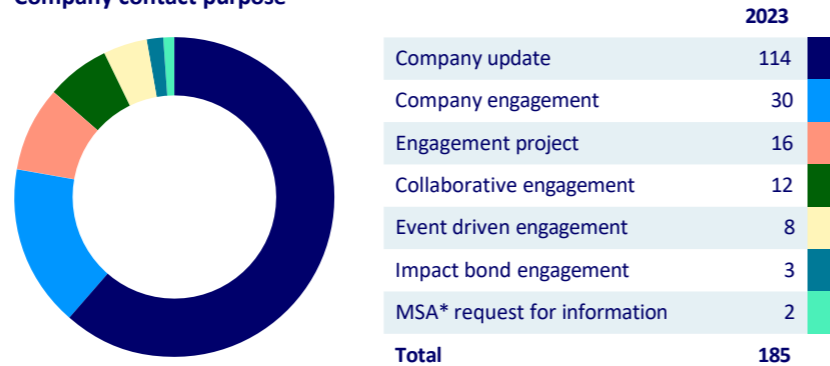 Company contact purpose
2023
Company update 114
Company engagement 30
Engagement project 16
Collaborative engagement 12
Event driven engagement 8
Impact bond engagement 3
MSA* request for information 2
Total 185